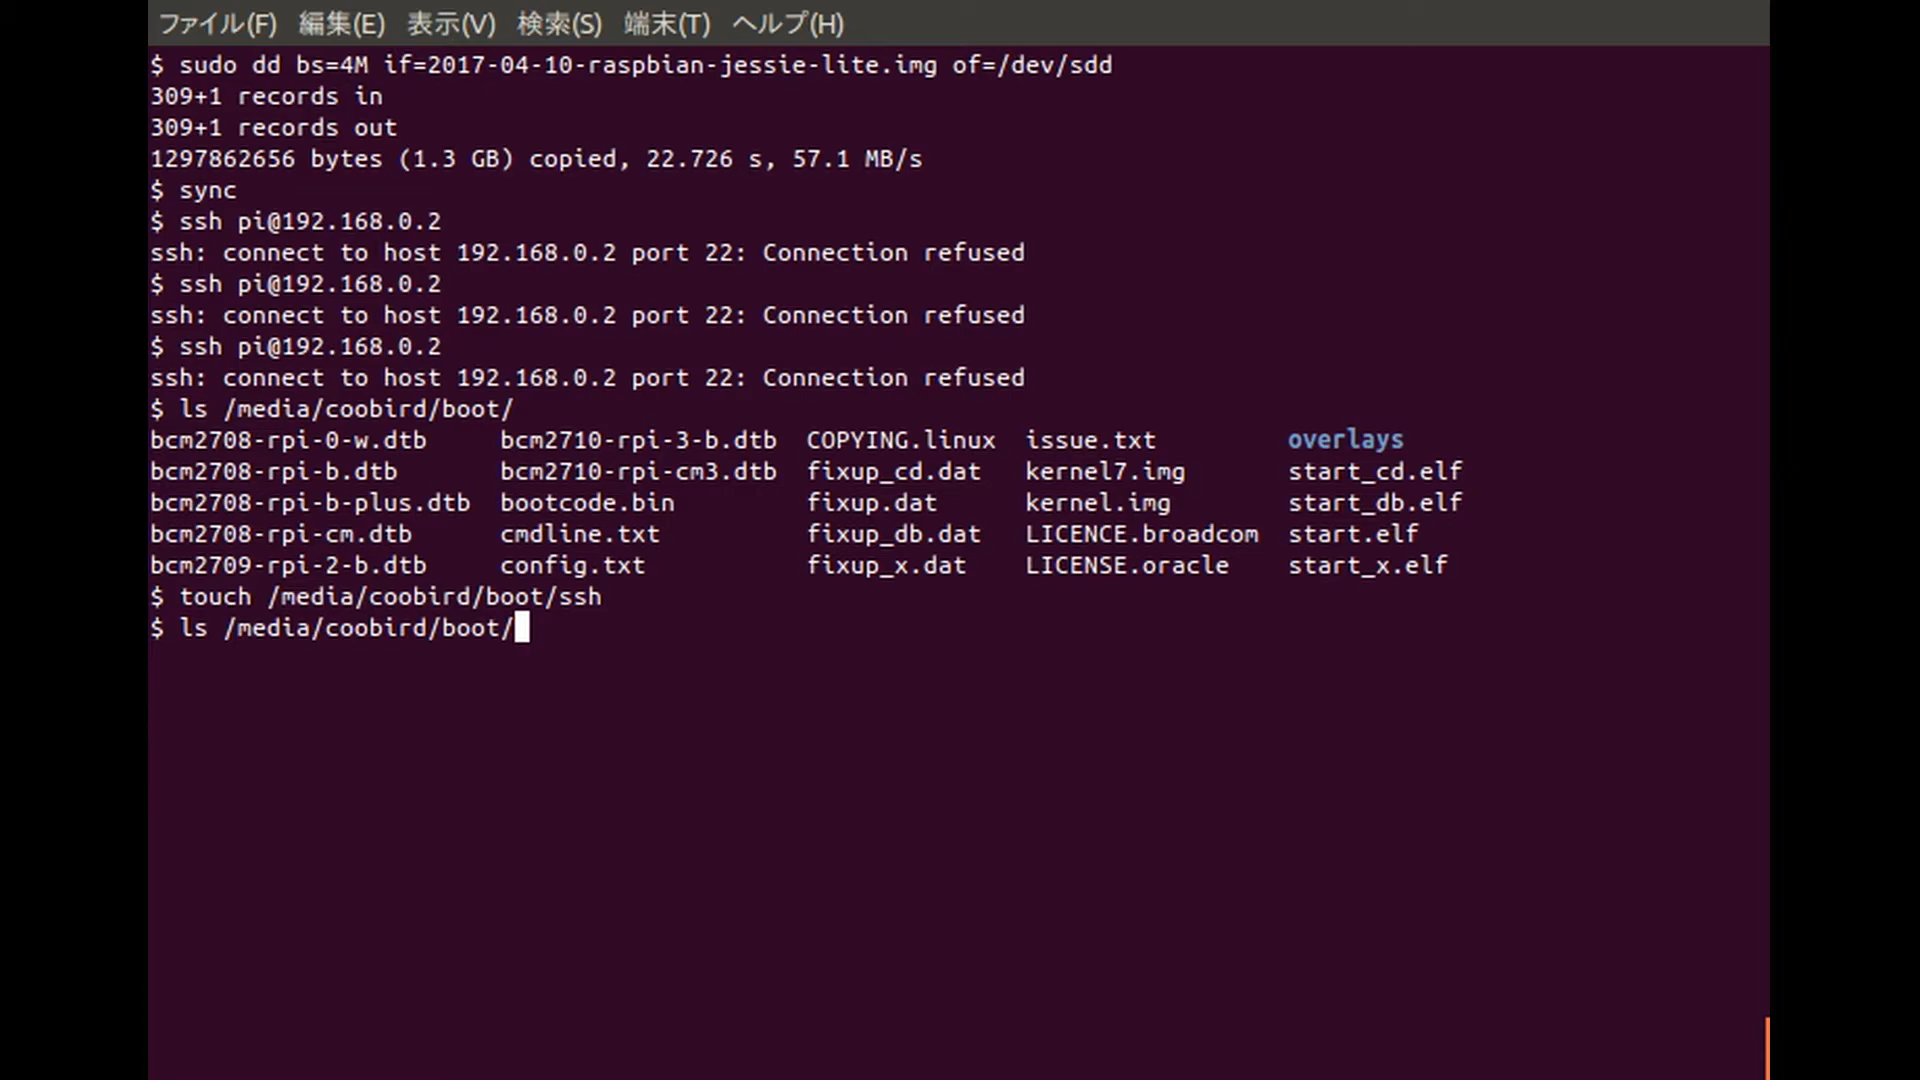 ファイル(F) 編集(E) 表示(V) 検索(S) 端末(T) ヘルプ(H)
$ sudo dd bs=4M if=2017-04-10-raspbian-jessie-lite.img of=/dev/sdd
309+1 records in
309+1 records out
1297862656 bytes (1.3 GB) copied, 22.726 s, 57.1 MB/s
$ sync
$ ssh pi@192.168.0.2
ssh: connect to host 192.168.0.2 port 22: Connection refused
$ ssh pi@192.168.0.2
ssh: connect to host 192.168.0.2 port 22: Connection refused
$ ssh pi@192.168.0.2
ssh: connect to host 192.168.0.2 port 22: Connection refused
$ ls /media/coobird/boot/
bcm2708-rpi-0-w.dtb     bcm2710-rpi-3-b.dtb  COPYING.linux  issue.txt         overlays
bcm2708-rpi-b.dtb       bcm2710-rpi-cm3.dtb  fixup_cd.dat   kernel7.img       start_cd.elf
bcm2708-rpi-b-plus.dtb  bootcode.bin         fixup.dat      kernel.img        start_db.elf
bcm2708-rpi-cm.dtb      cmdline.txt          fixup_db.dat   LICENCE.broadcom  start.elf
bcm2709-rpi-2-b.dtb     config.txt           fixup_x.dat    LICENSE.oracle    start_x.elf
$ touch /media/coobird/boot/ssh
$ ls /media/coobird/boot/